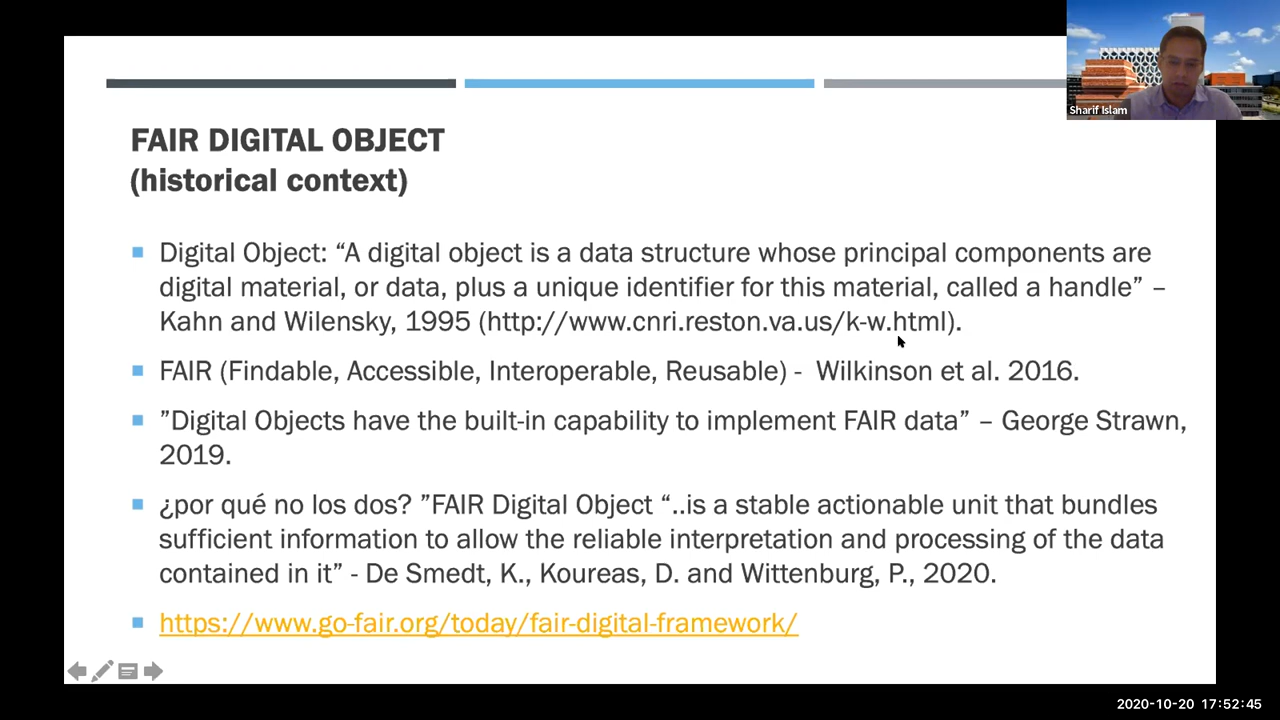 Sharif Islam
FAIR DIGITAL OBJECT
(historical context)
Digital Object: “A digital object is a data structure whose principal components are
digital material, or data, plus a unique identifier for this material, called a handle” –
Kahn and Wilensky, 1995 (http://www.cnri.reston.va.us/k-w.html).
FAIR (Findable, Accessible, Interoperable, Reusable) - Wilkinson et al. 2016.
”Digital Objects have the built-in capability to implement FAIR data” – George Strawn,
2019.
¿por qué no los dos? ”FAIR Digital Object “..is a stable actionable unit that bundles
sufficient information to allow the reliable interpretation and processing of the data
contained in it” - De Smedt, K., Koureas, D. and Wittenburg, P., 2020.
https://www.go-fair.org/today/fair-digital-framework/
2020-10-20 17:52:45